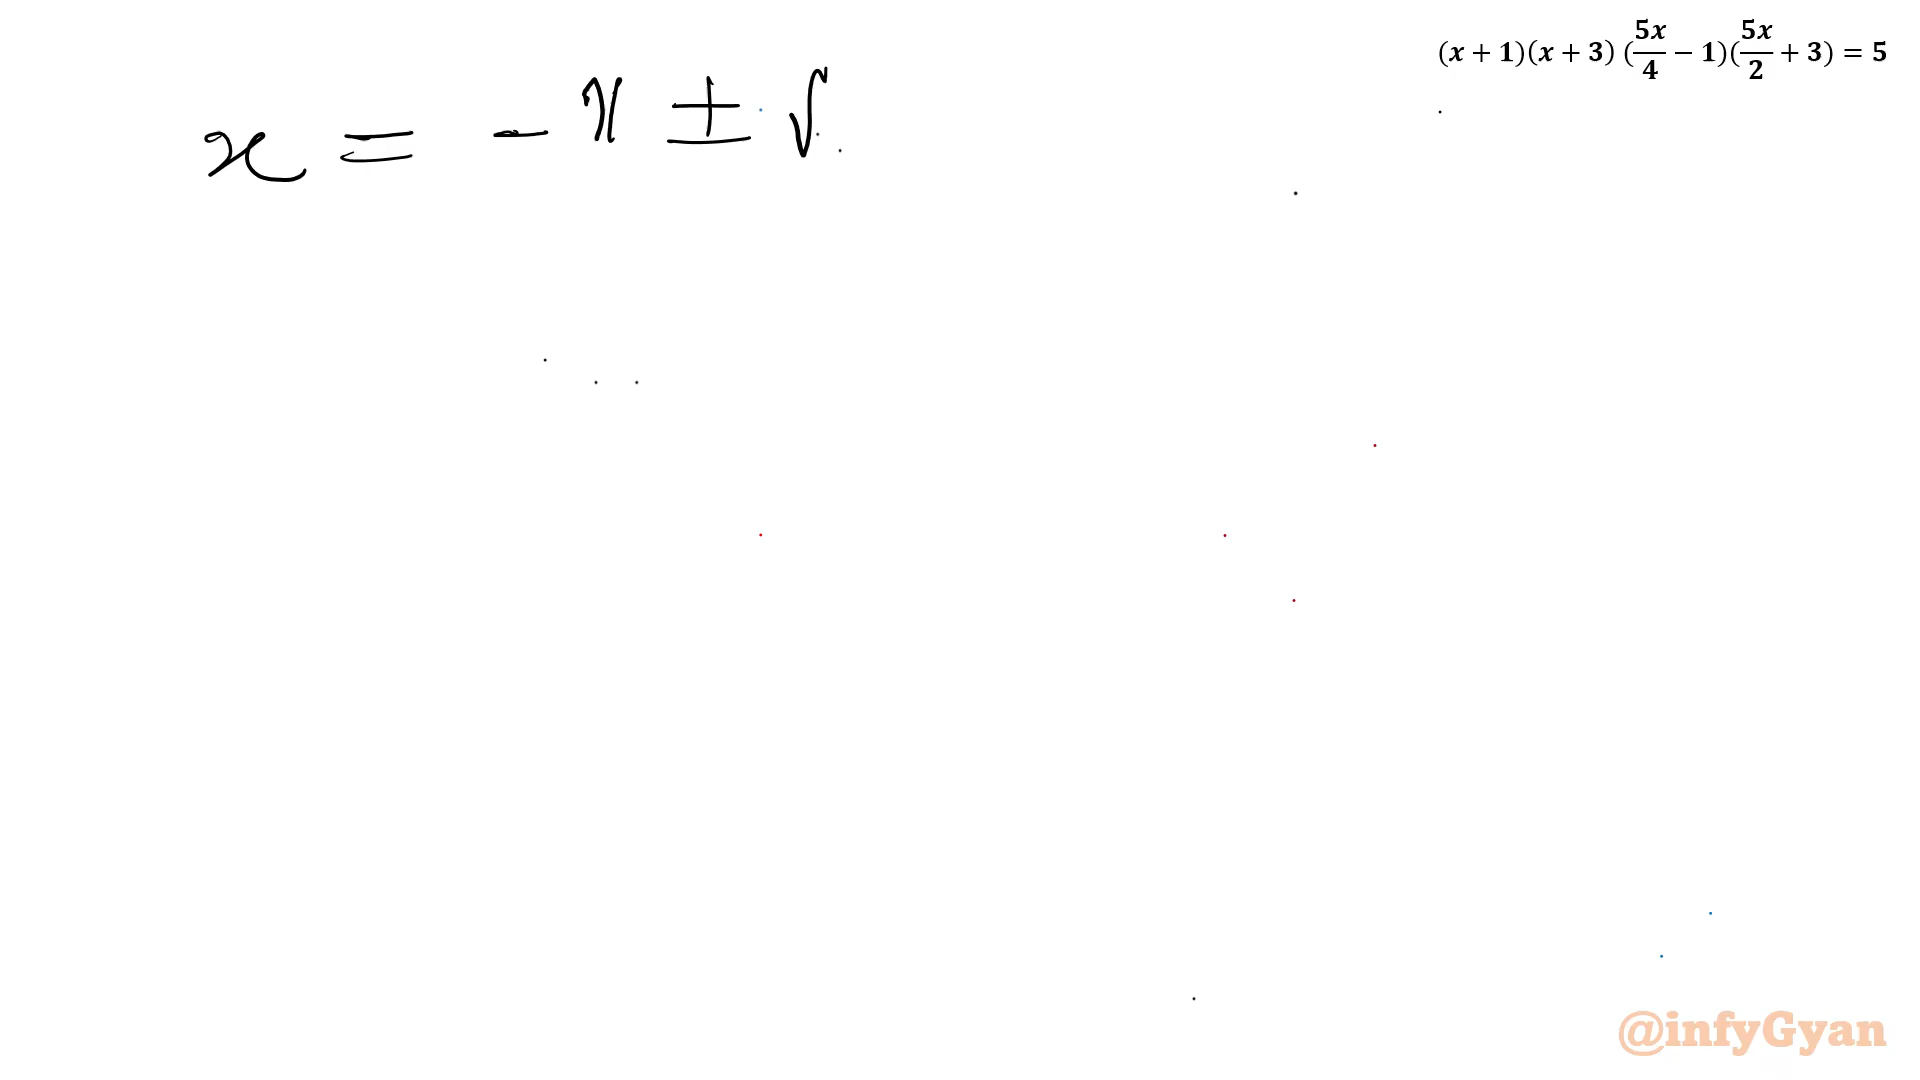 (x + 1)(x + 3)(5x/4 − 1)(5x/2 + 3) = 5
x = - 11 ± √
@infyGyan